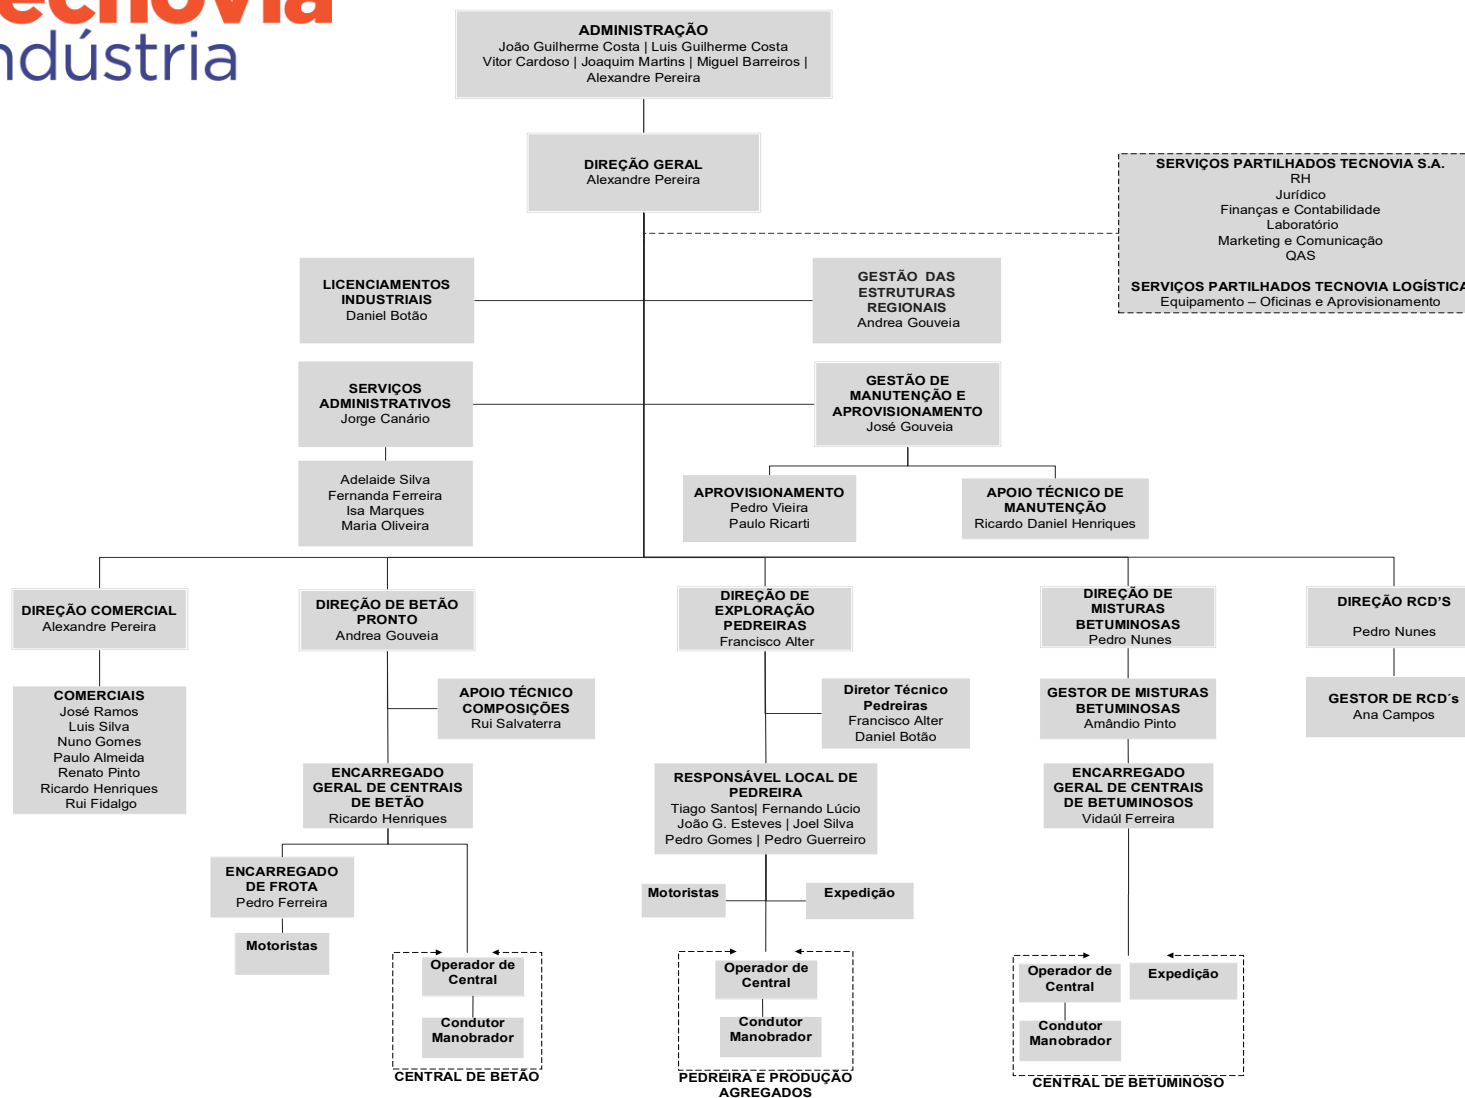 ecnovia
ndústria
ADMINISTRAÇÃO
João Guilherme Costa | Luis Guilherme Costa
Vitor Cardoso | Joaquim Martins | Miguel Barreiros |
Alexandre Pereira
DIREÇÃO GERAL
Alexandre Pereira
SERVIÇOS PARTILHADOS TECNOVIA S.A.
RH
Jurídico
Finanças e Contabilidade
Laboratório
Marketing e Comunicação
QAS
SERVIÇOS PARTILHADOS TECNOVIA LOGÍSTICA
Equipamento – Oficinas e Aprovisionamento
LICENCIAMENTOS
INDUSTRIAIS
Daniel Botão
GESTÃO DAS
ESTRUTURAS
REGIONAIS
Andrea Gouveia
SERVIÇOS
ADMINISTRATIVOS
Jorge Canário
GESTÃO DE
MANUTENÇÃO E
APROVISIONAMENTO
José Gouveia
Adelaide Silva
Fernanda Ferreira
Isa Marques
Maria Oliveira
APROVISIONAMENTO
Pedro Vieira
Paulo Ricarti
APOIO TÉCNICO DE
MANUTENÇÃO
Ricardo Daniel Henriques
DIREÇÃO COMERCIAL
Alexandre Pereira
DIREÇÃO DE BETÃO
PRONTO
Andrea Gouveia
DIREÇÃO DE
EXPLORAÇÃO
PEDREIRAS
Francisco Alter
DIREÇÃO DE
MISTURAS
BETUMINOSAS
Pedro Nunes
DIREÇÃO RCD'S
Pedro Nunes
COMERCIAIS
José Ramos
Luis Silva
Nuno Gomes
Paulo Almeida
Renato Pinto
Ricardo Henriques
Rui Fidalgo
APOIO TÉCNICO
COMPOSIÇÕES
Rui Salvaterra
Diretor Técnico
Pedreiras
Francisco Alter
Daniel Botão
GESTOR DE MISTURAS
BETUMINOSAS
Amândio Pinto
GESTOR DE RCD´s
Ana Campos
ENCARREGADO
GERAL DE CENTRAIS
DE BETÃO
Ricardo Henriques
RESPONSÁVEL LOCAL DE
PEDREIRA
Tiago Santos| Fernando Lúcio
João G. Esteves | Joel Silva
Pedro Gomes | Pedro Guerreiro
ENCARREGADO
GERAL DE CENTRAIS
DE BETUMINOSOS
Vidaúl Ferreira
ENCARREGADO
DE FROTA
Pedro Ferreira
Motoristas
Motoristas
Expedição
Operador de
Central
Condutor
Manobrador
CENTRAL DE BETÃO
Operador de
Central
Condutor
Manobrador
PEDREIRA E PRODUÇÃO
AGREGADOS
Operador de
Central
Expedição
Condutor
Manobrador
CENTRAL DE BETUMINOSO